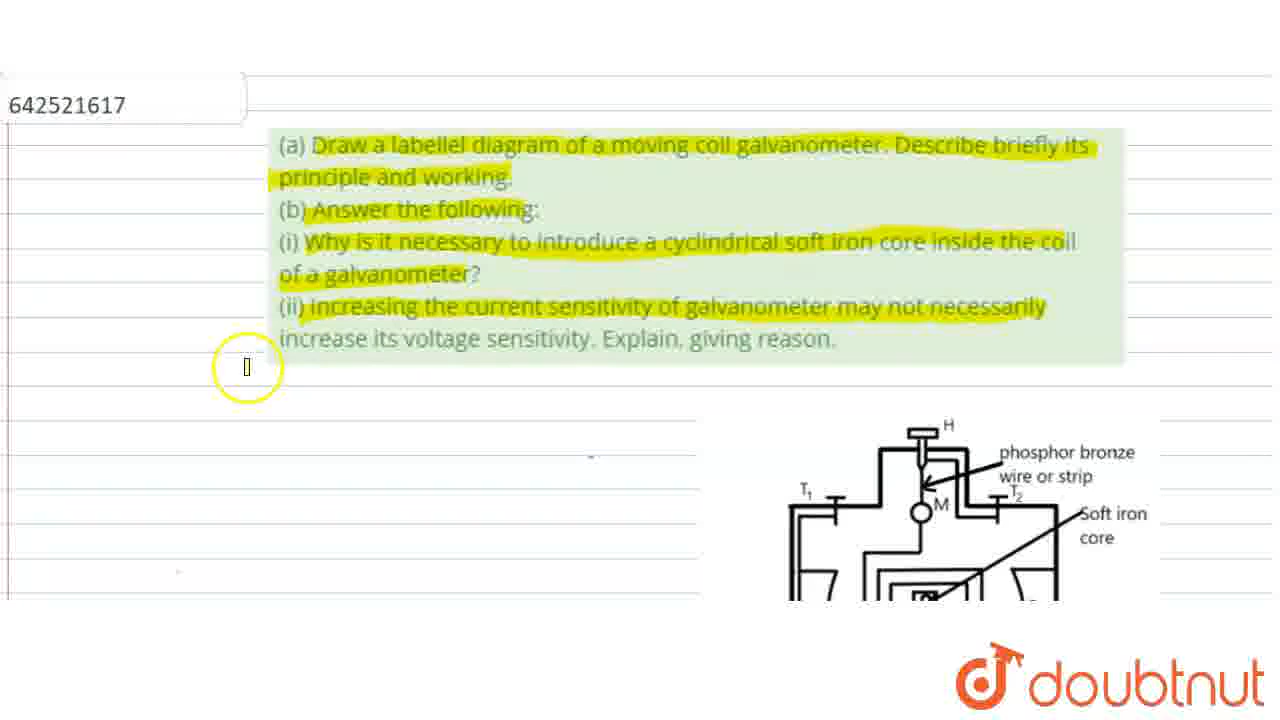 642521617
(a) Draw a labellel diagram of a moving coil galvanometer. Describe briefly its
principle and working.
(b) Answer the following:
(i) Why is it necessary to introduce a cyclindrical soft iron core inside the coil
of a galvanometer?
(ii) Increasing the current sensitivity of galvanometer may not necessarily
increase its voltage sensitivity. Explain, giving reason.
H
phosphor bronze
wire or strip
T1
T2
M
Soft iron
core
doubtnut